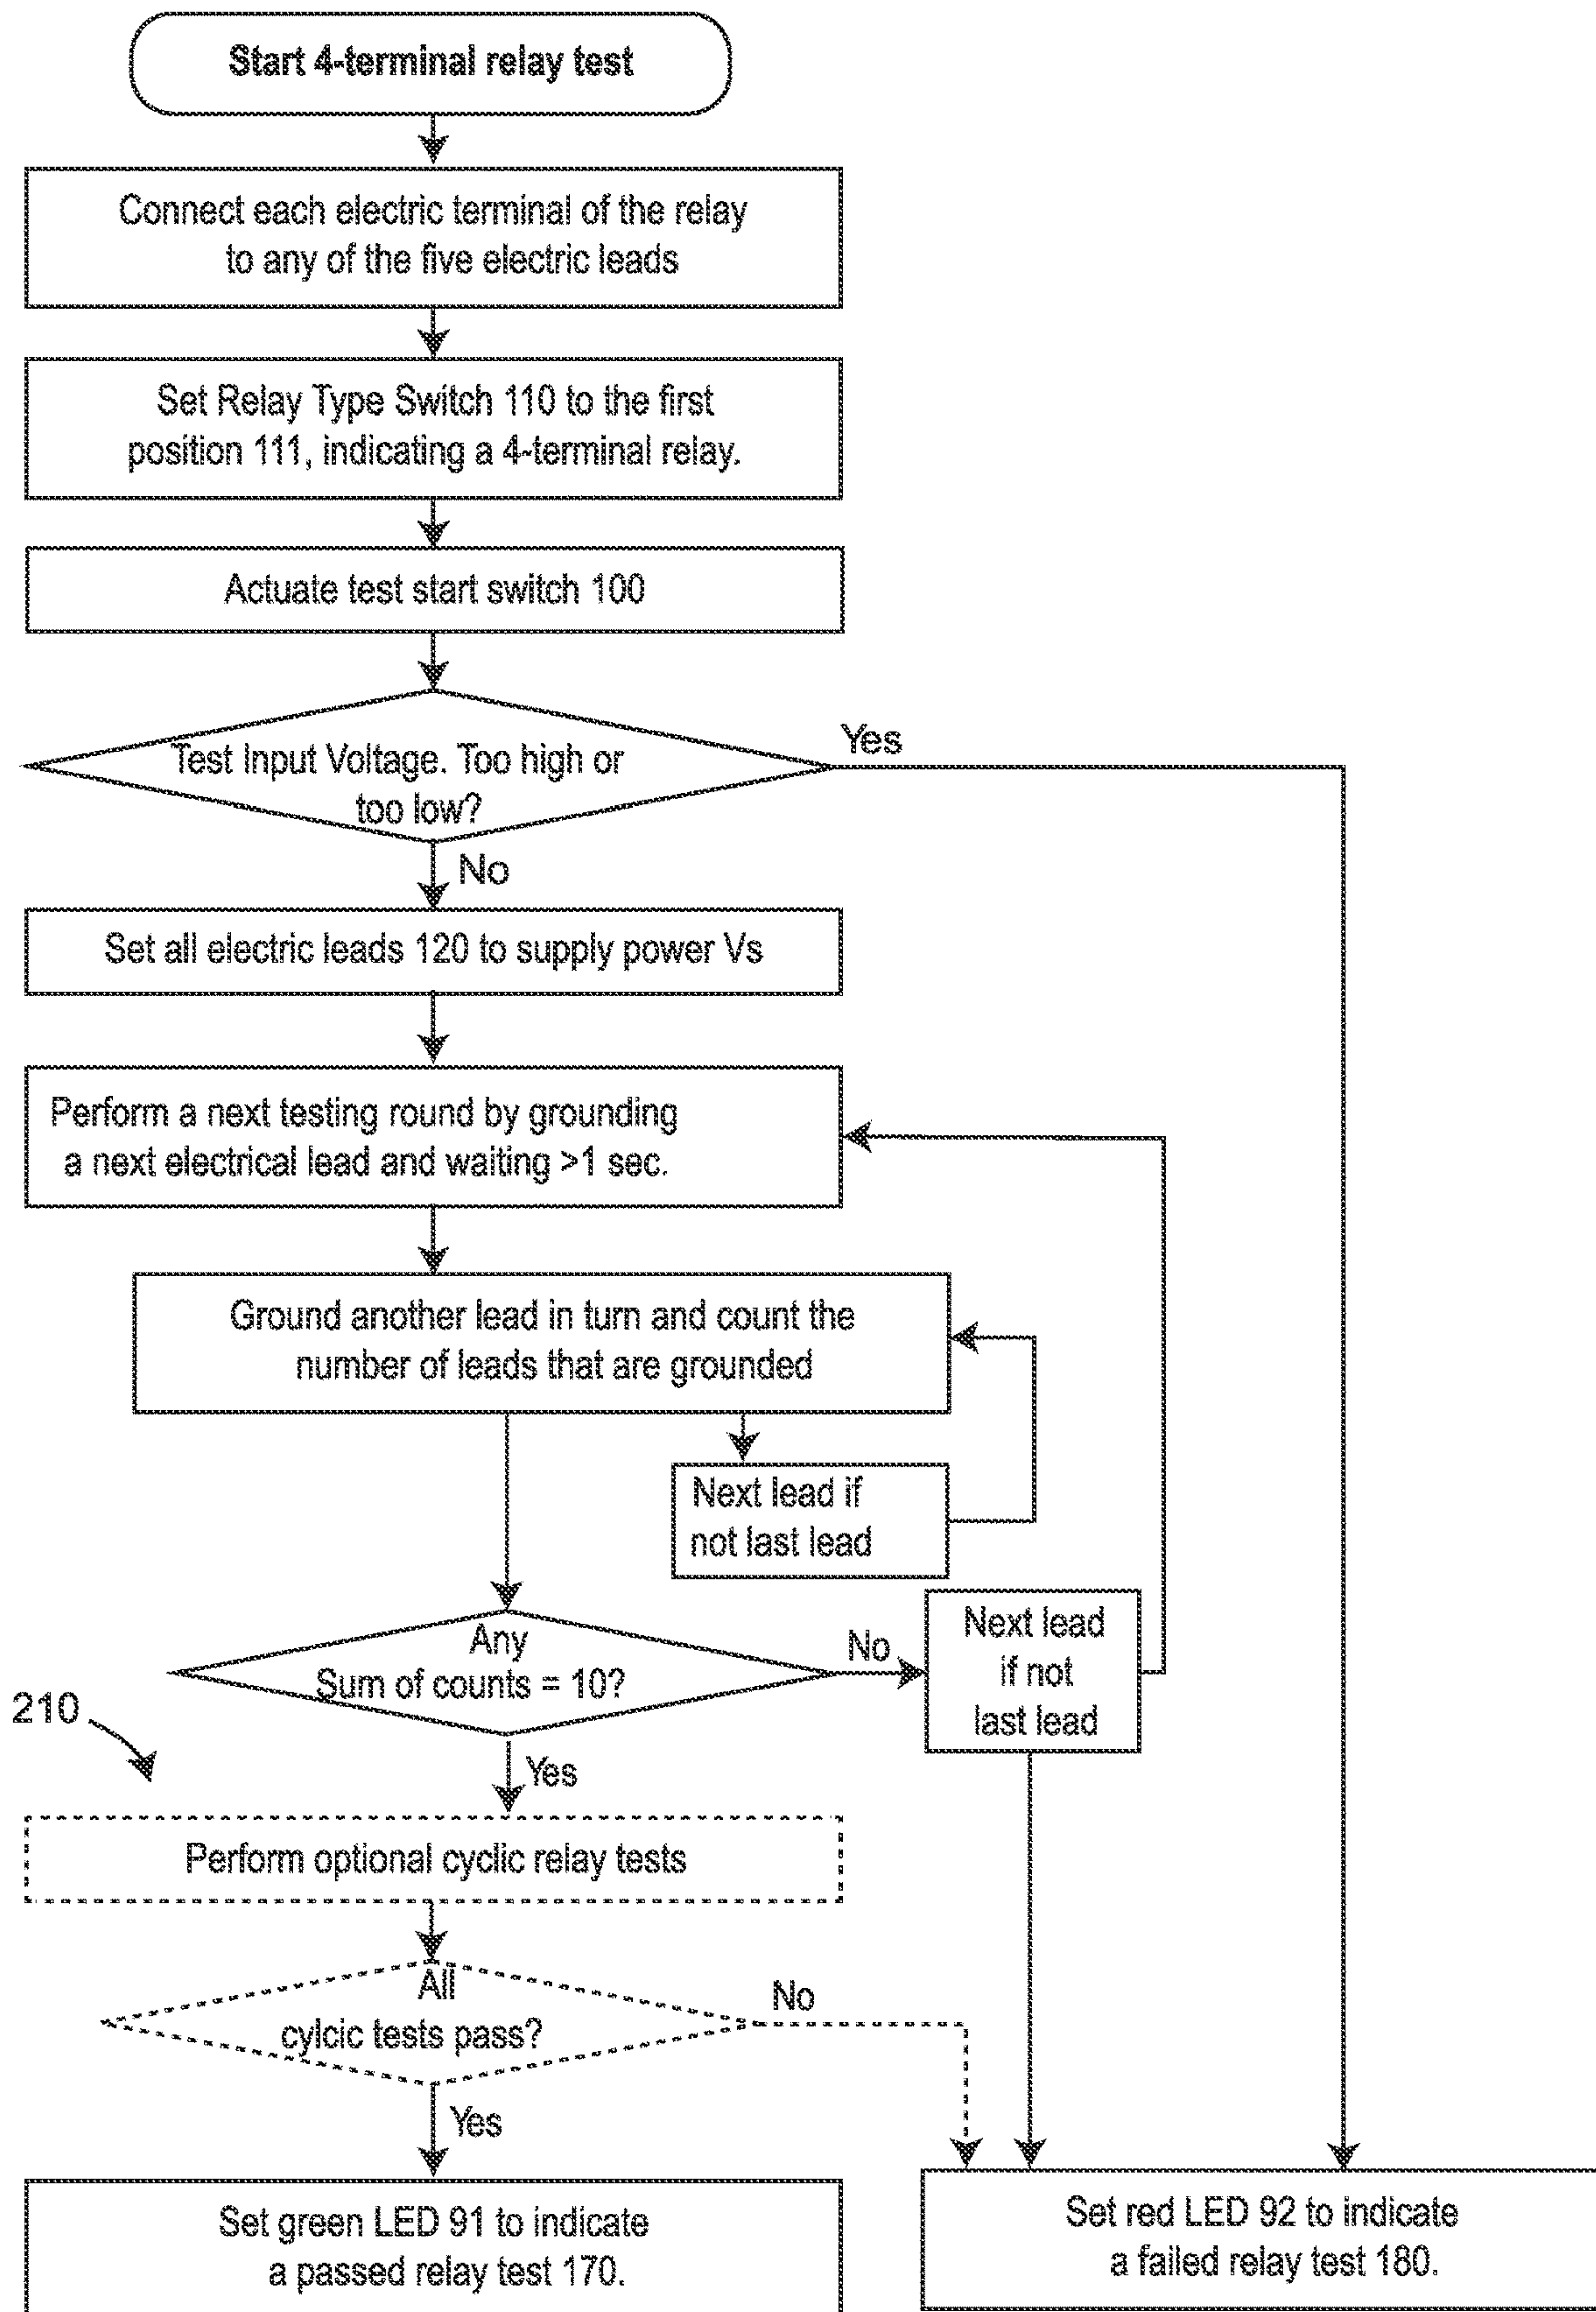 Start 4-terminal relay test
Connect each electric terminal of the relay
to any of the five electric leads
Set Relay Type Switch 110 to the first
position 111, indicating a 4-terminal relay.
Actuate test start switch 100
Yes
Test Input Voltage. Too high or
too low?
No
Set all electric leads 120 to supply power Vs
Perform a next testing round by grounding
a next electrical lead and waiting >1 sec.
Ground another lead in turn and count the
number of leads that are grounded
Next lead if
not last lead
Any
Sum of counts = 10?
No
Next lead
if not
last lead
210
Yes
Perform optional cyclic relay tests
All
cylcic tests pass?
No
Yes
Set green LED 91 to indicate
a passed relay test 170.
Set red LED 92 to indicate
a failed relay test 180.